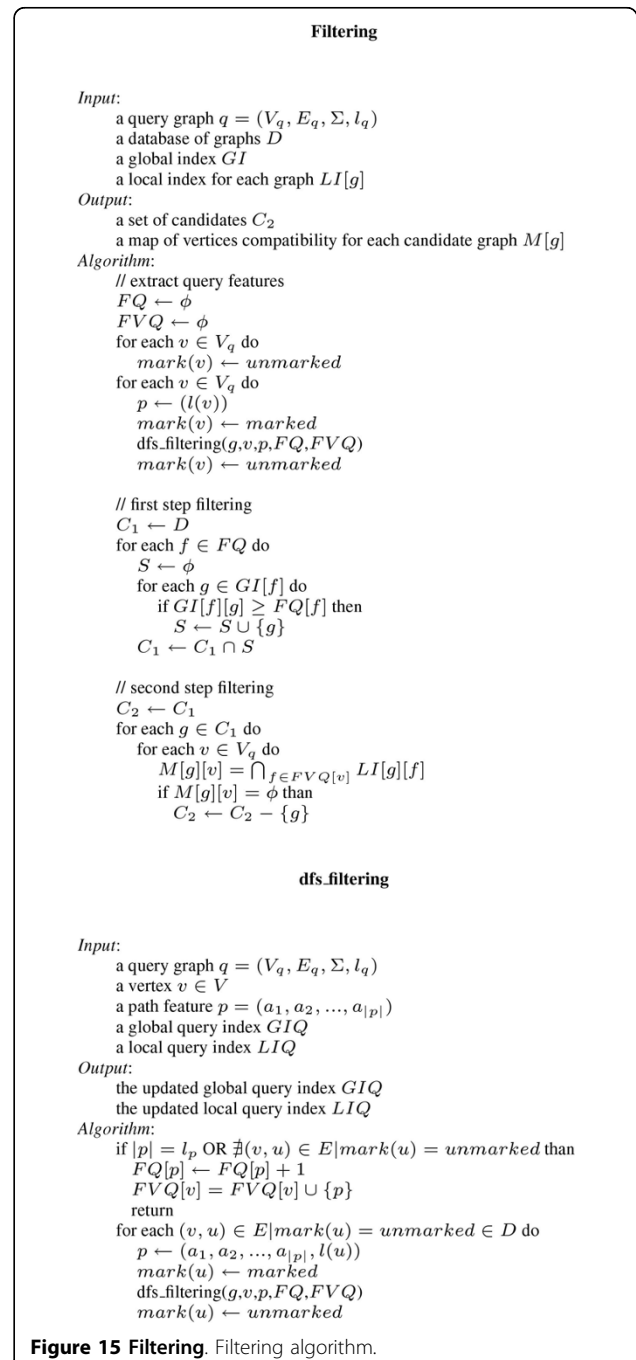 Filtering
Input:
a query graph q = (V_q, E_q, Σ, l_q)
a database of graphs D
a global index GI
a local index for each graph LI[g]
Output:
a set of candidates C_2
a map of vertices compatibility for each candidate graph M[g]
Algorithm:
// extract query features
FQ ← ϕ
FVQ ← ϕ
for each v ∈ V_q do
mark(v) ← unmarked
for each v ∈ V_q do
p ← (l(v))
mark(v) ← marked
dfs_filtering(g,v,p,FQ,FVQ)
mark(v) ← unmarked
// first step filtering
C_1 ← D
for each f ∈ FQ do
S ← ϕ
for each g ∈ GI[f] do
if GI[f][g] ≥ FQ[f] then
S ← S ∪ {g}
C_1 ← C_1 ∩ S
// second step filtering
C_2 ← C_1
for each g ∈ C_1 do
for each v ∈ V_q do
M[g][v] = ⋂_{f∈FVQ[v]} LI[g][f]
if M[g][v] = ϕ than
C_2 ← C_2 − {g}
dfs_filtering
Input:
a query graph q = (V_q, E_q, Σ, l_q)
a vertex v ∈ V
a path feature p = (a_1, a_2, ..., a_{|p|})
a global query index GIQ
a local query index LIQ
Output:
the updated global query index GIQ
the updated local query index LIQ
Algorithm:
if |p| = l_p OR ∄(v, u) ∈ E|mark(u) = unmarked than
FQ[p] ← FQ[p] + 1
FVQ[v] = FVQ[v] ∪ {p}
return
for each (v, u) ∈ E|mark(u) = unmarked ∈ D do
p ← (a_1, a_2, ..., a_{|p|}, l(u))
mark(u) ← marked
dfs_filtering(g,v,p,FQ,FVQ)
mark(u) ← unmarked
Figure 15 Filtering. Filtering algorithm.